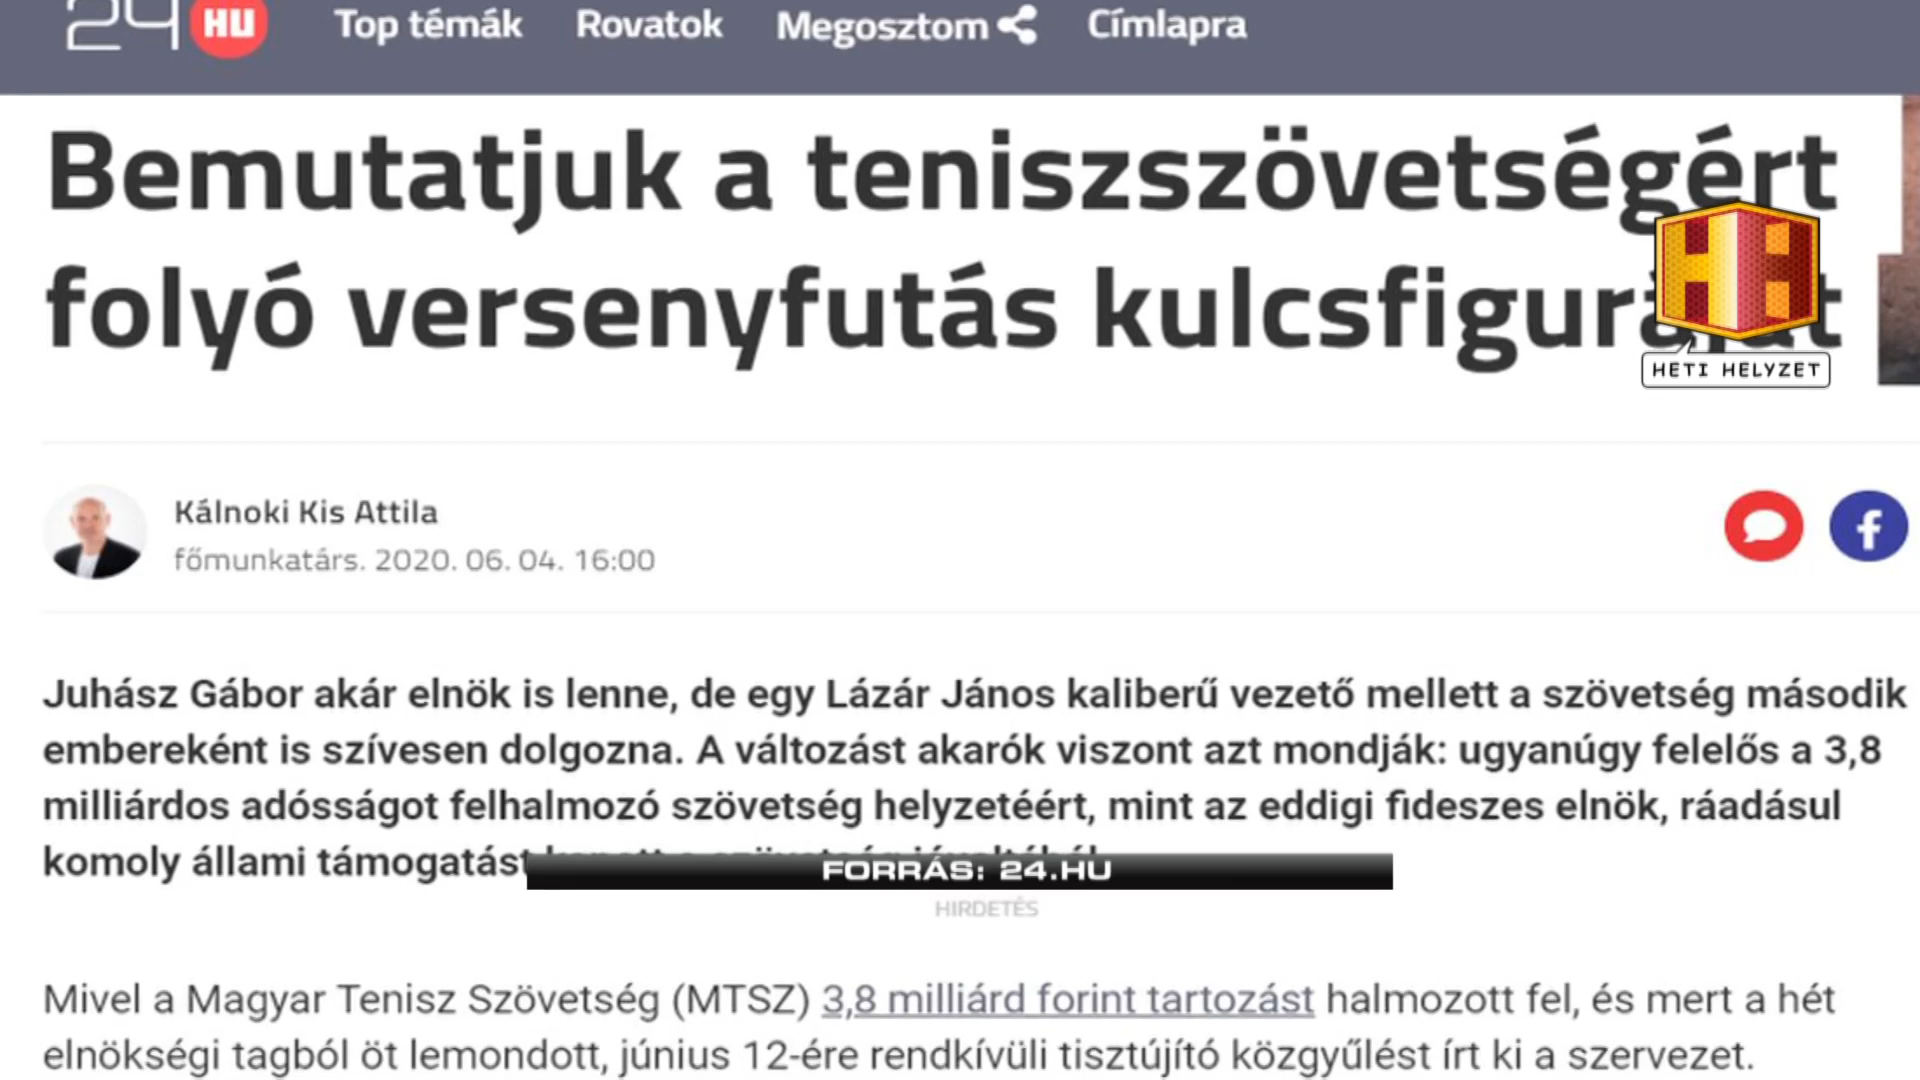 24 HU Top témák Rovatok Megosztom Címlapra
Bemutatjuk a teniszszövetségért
folyó versenyfutás kulcsfiguráját
HETI HELYZET
Kálnoki Kis Attila
főmunkatárs. 2020. 06. 04. 16:00
Juhász Gábor akár elnök is lenne, de egy Lázár János kaliberű vezető mellett a szövetség második
embereként is szívesen dolgozna. A változást akarók viszont azt mondják: ugyanúgy felelős a 3,8
milliárdos adósságot felhalmozó szövetség helyzetéért, mint az eddigi fideszes elnök, ráadásul
komoly állami támogatást
FORRÁS: 24.HU
HIRDETÉS
Mivel a Magyar Tenisz Szövetség (MTSZ) 3,8 milliárd forint tartozást halmozott fel, és mert a hét
elnökségi tagból öt lemondott, június 12-ére rendkívüli tisztújító közgyűlést írt ki a szervezet.